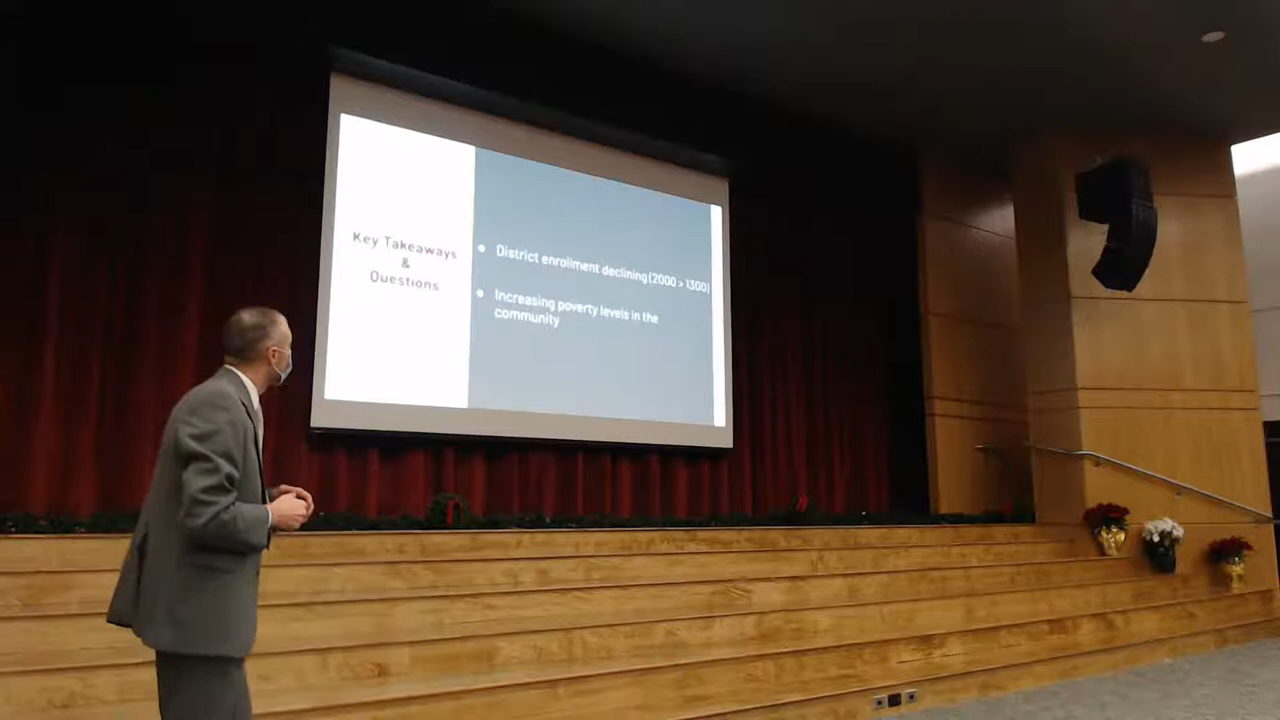 Key Takeaways
&
Questions
● District enrollment declining (2000 > 1300)
● Increasing poverty levels in the
community